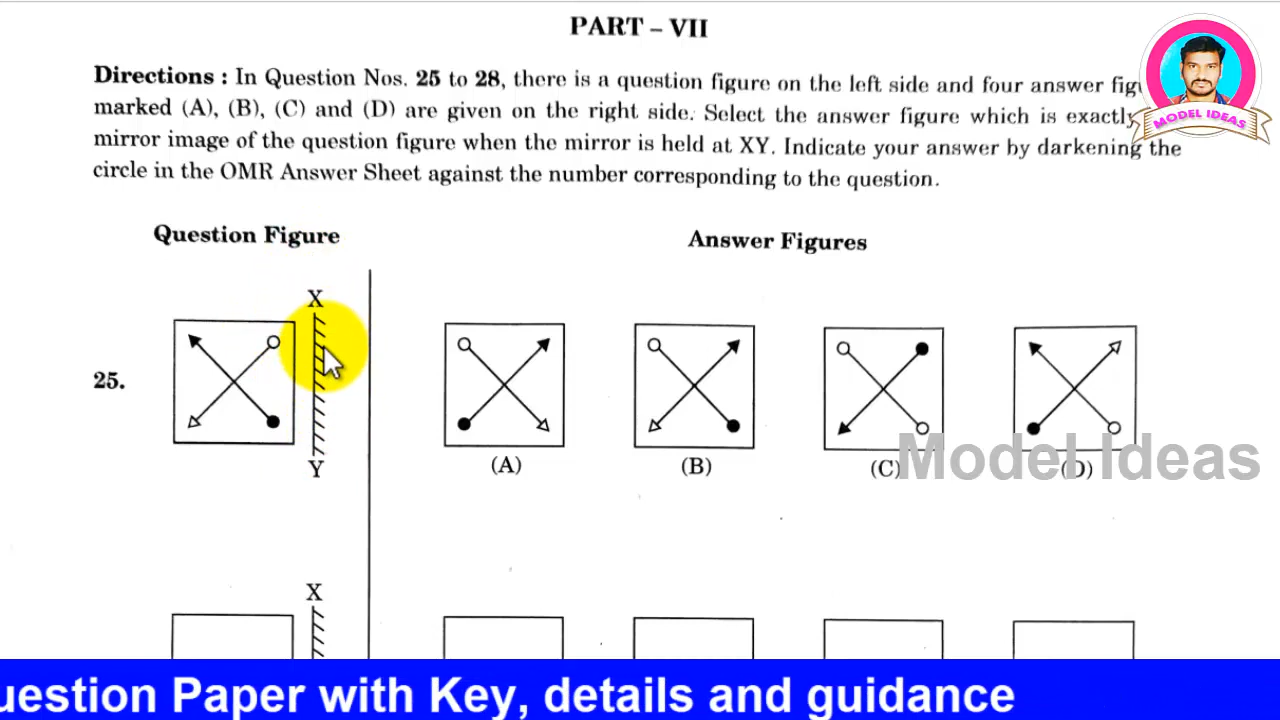 PART – VII
Directions : In Question Nos. 25 to 28, there is a question figure on the left side and four answer
marked (A), (B), (C) and (D) are given on the right side. Select the answer figure which is exactly
mirror image of the question figure when the mirror is held at XY. Indicate your answer by darkening the
circle in the OMR Answer Sheet against the number corresponding to the question.
MODEL IDEAS
Question Figure
Answer Figures
X
25.
Y
(A)
(B)
(C)
(D)
Model Ideas
X
Question Paper with Key, details and guidance